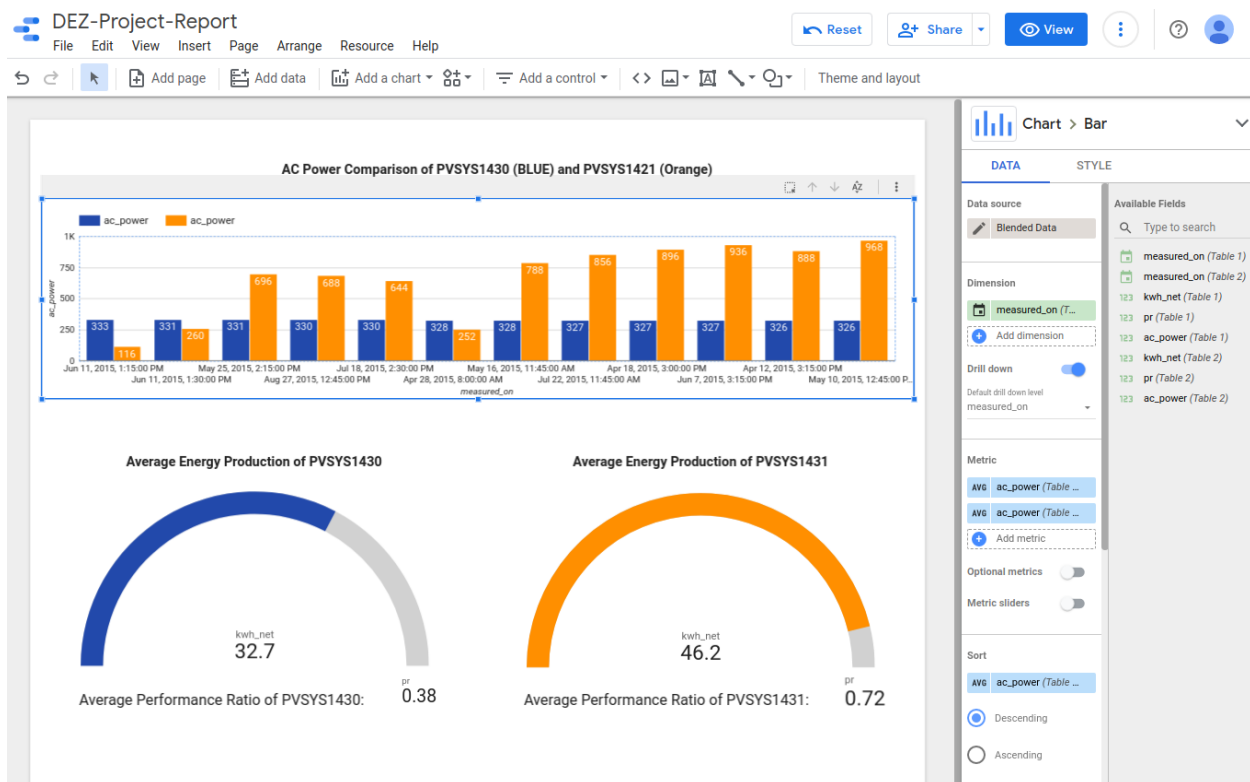 DEZ-Project-Report
File Edit View Insert Page Arrange Resource Help
Reset
Share
View
Add page
Add data
Add a chart
Add a control
Theme and layout
AC Power Comparison of PVSYS1430 (BLUE) and PVSYS1421 (Orange)
ac_power ac_power
1K
750
500
250
0
ac_power
333 116 331 260 331 696 330 688 330 644 328 252 328 788 327 856 327 896 327 936 326 888 326 968
Jun 11, 2015, 1:15:00 PM May 25, 2015, 2:15:00 PM Jul 18, 2015, 2:30:00 PM May 16, 2015, 11:45:00 AM Apr 18, 2015, 3:00:00 PM Apr 12, 2015, 3:15:00 PM
Jun 11, 2015, 1:30:00 PM Aug 27, 2015, 12:45:00 PM Apr 28, 2015, 8:00:00 AM Jul 22, 2015, 11:45:00 AM Jun 7, 2015, 3:15:00 PM May 10, 2015, 12:45:00 P...
measured_on
Average Energy Production of PVSYS1430
kwh_net
32.7
Average Performance Ratio of PVSYS1430:
pr
0.38
Average Energy Production of PVSYS1431
kwh_net
46.2
Average Performance Ratio of PVSYS1431:
pr
0.72
Chart > Bar
DATA STYLE
Data source
Blended Data
Dimension
measured_on (T...
Add dimension
Drill down
Default drill down level
measured_on
Metric
AVG ac_power (Table ...
AVG ac_power (Table ...
Add metric
Optional metrics
Metric sliders
Sort
AVG ac_power (Table ...
Descending
Ascending
Available Fields
Type to search
measured_on (Table 1)
measured_on (Table 2)
123 kwh_net (Table 1)
123 pr (Table 1)
123 ac_power (Table 1)
123 kwh_net (Table 2)
123 pr (Table 2)
123 ac_power (Table 2)